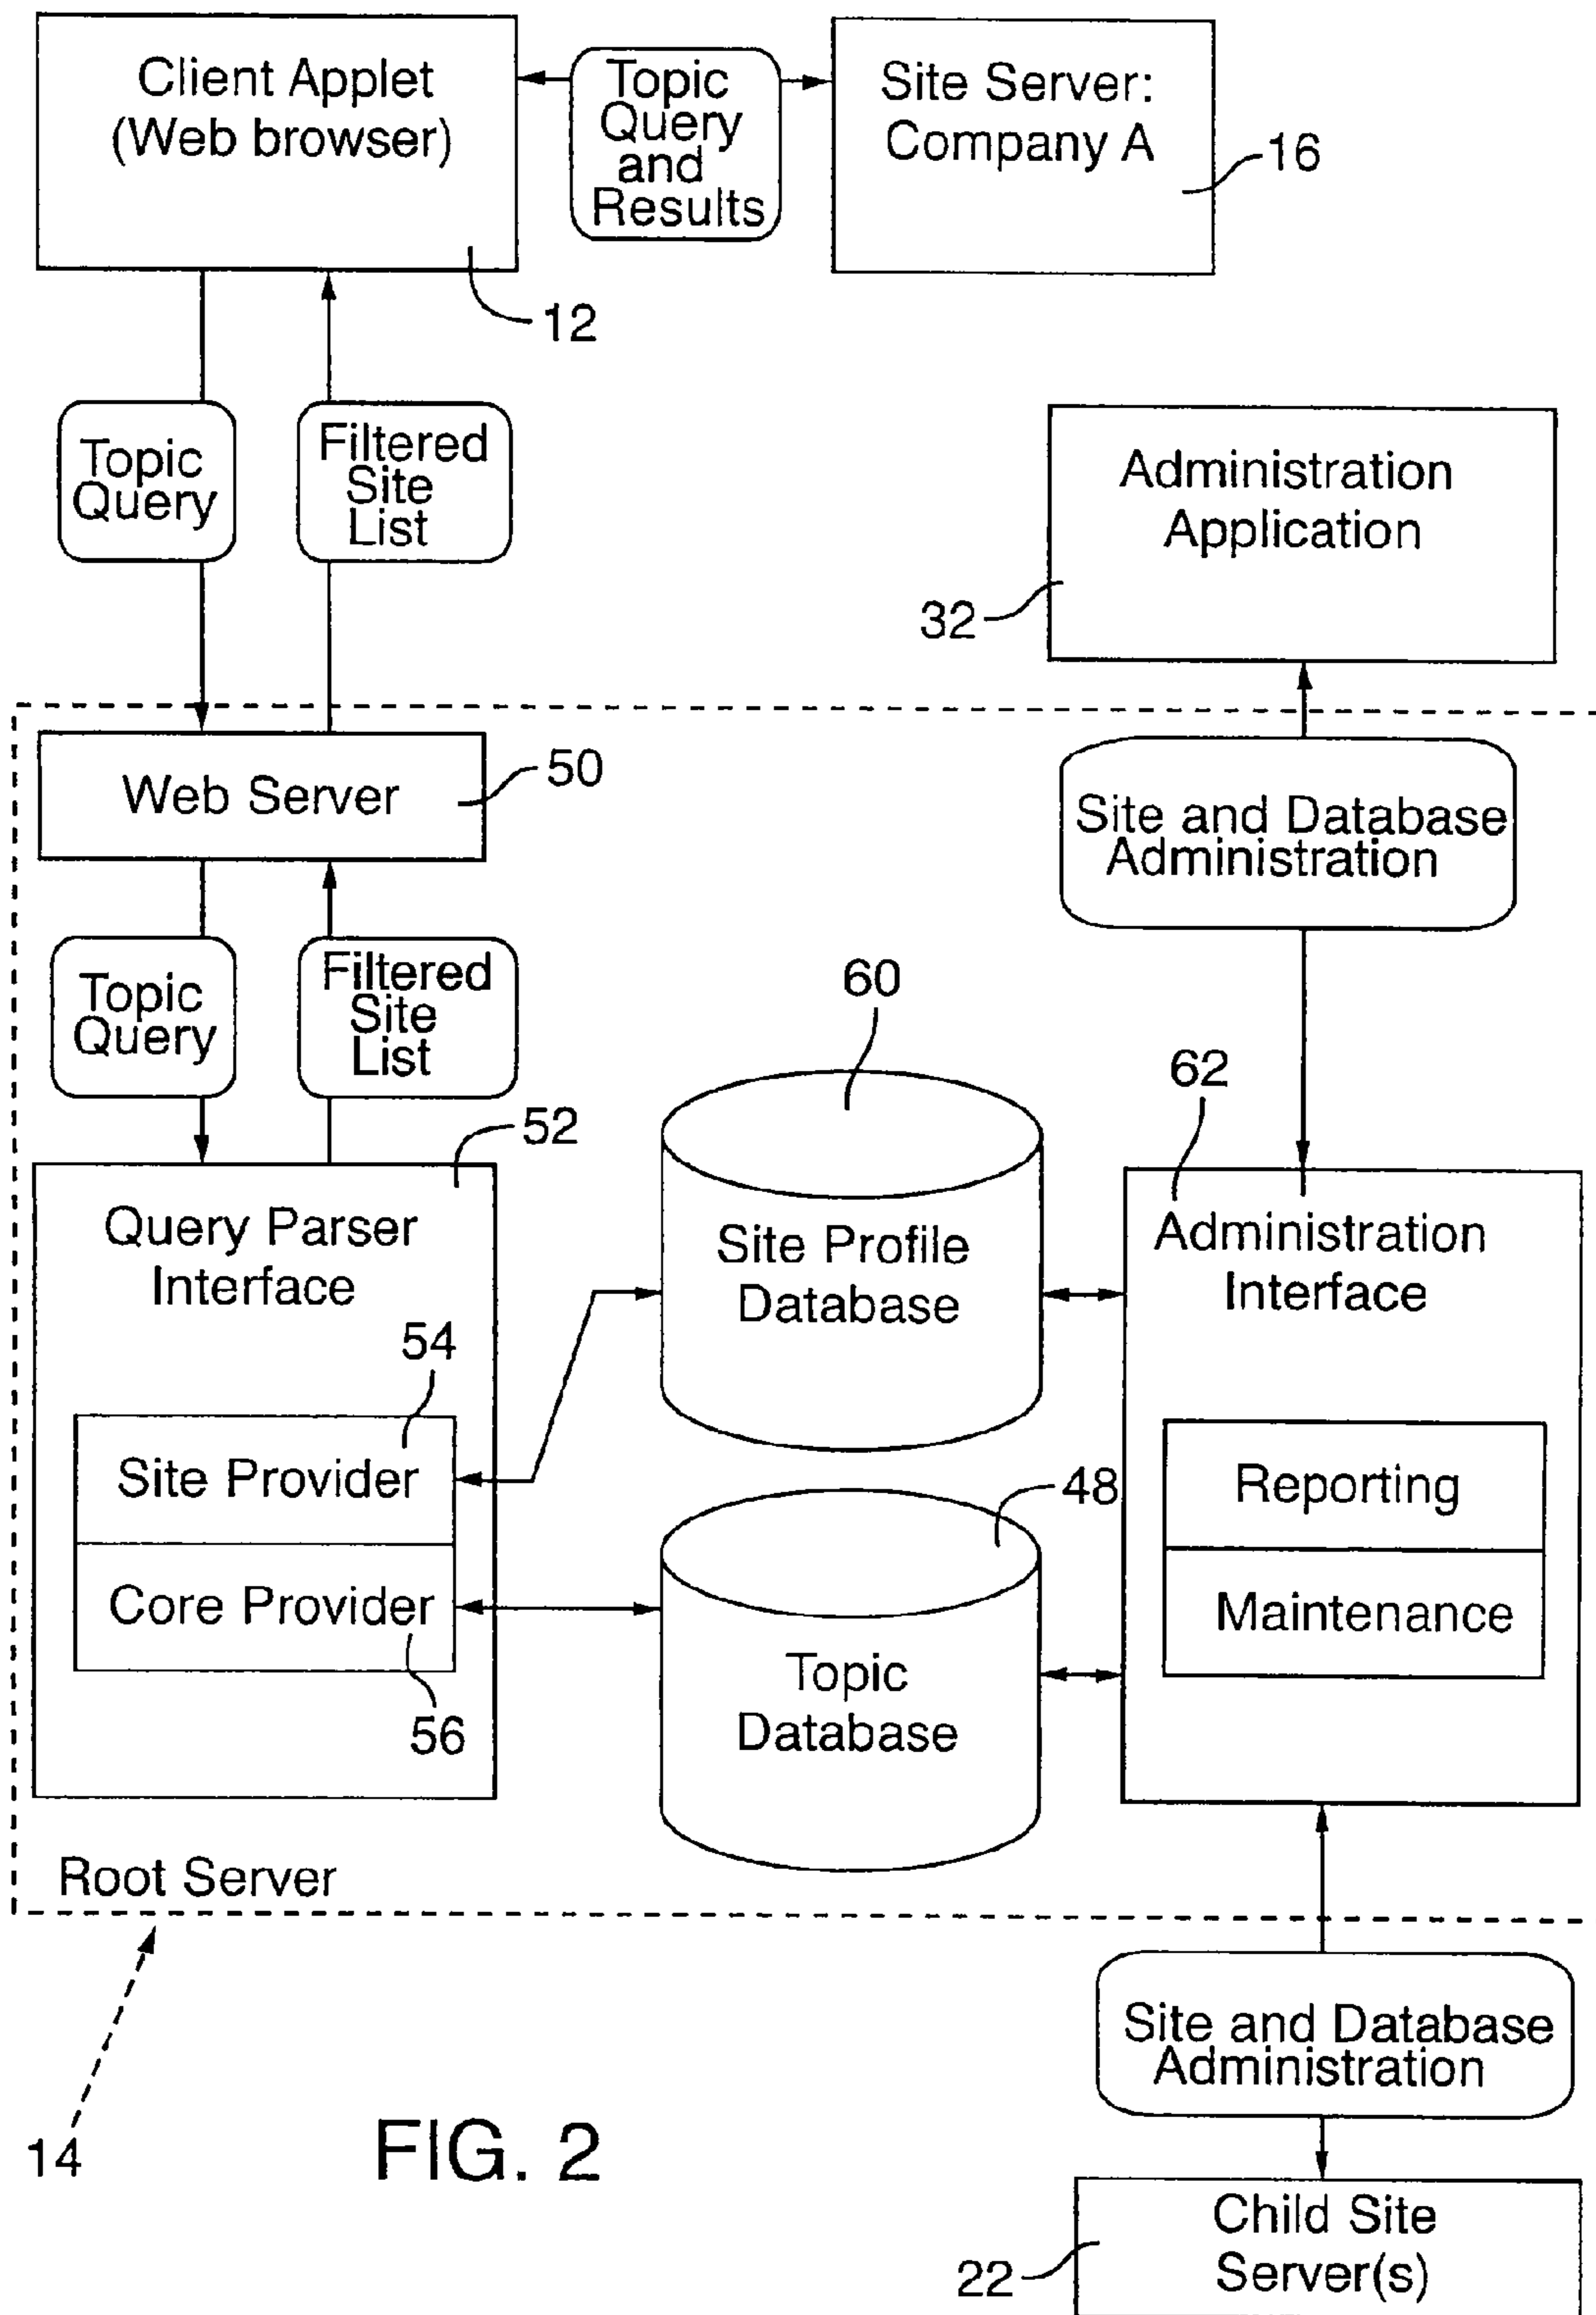 Client Applet
(Web browser)
Topic
Query
and
Results
Site Server:
Company A
16
12
Topic
Query
Filtered
Site
List
Administration
Application
32
Web Server
50
Site and Database
Administration
Topic
Query
Filtered
Site
List
60
62
52
Query Parser
Interface
Site Profile
Database
Administration
Interface
54
Site Provider
48
Reporting
Core Provider
Maintenance
Topic
Database
56
Root Server
Site and Database
Administration
14
FIG. 2
Child Site
Server(s)
22